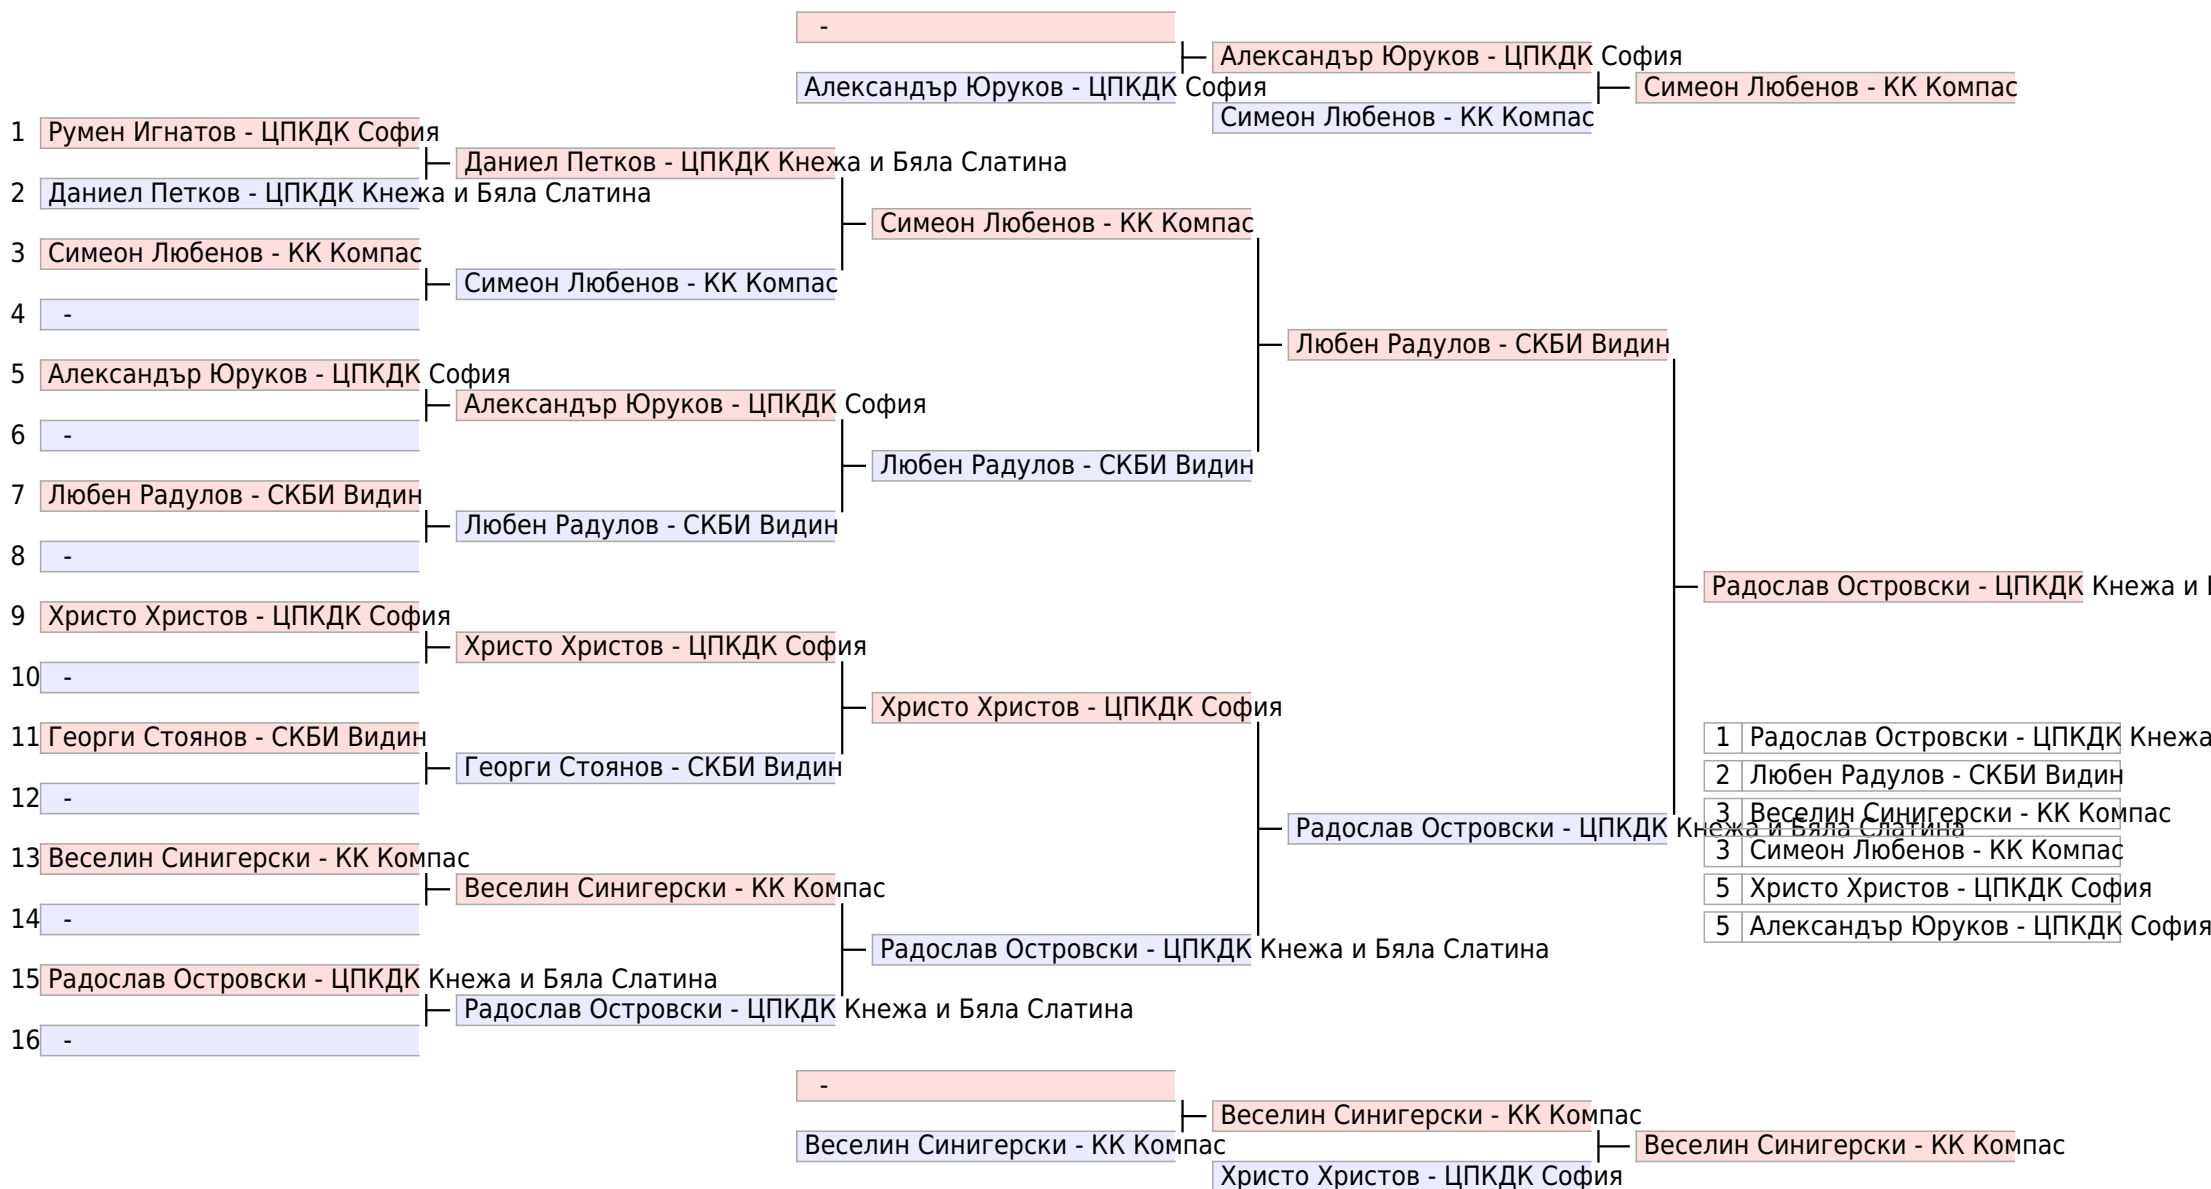 -
Александър Юруков - ЦПКДК София
Александър Юруков - ЦПКДК София
Симеон Любенов - КК Компас
Симеон Любенов - КК Компас
1 Румен Игнатов - ЦПКДК София
Даниел Петков - ЦПКДК Кнежа и Бяла Слатина
2 Даниел Петков - ЦПКДК Кнежа и Бяла Слатина
Симеон Любенов - КК Компас
3 Симеон Любенов - КК Компас
Симеон Любенов - КК Компас
4 -
Любен Радулов - СКБИ Видин
5 Александър Юруков - ЦПКДК София
Александър Юруков - ЦПКДК София
6 -
Любен Радулов - СКБИ Видин
7 Любен Радулов - СКБИ Видин
Любен Радулов - СКБИ Видин
8 -
Радослав Островски - ЦПКДК Кнежа и
9 Христо Христов - ЦПКДК София
Христо Христов - ЦПКДК София
10 -
Христо Христов - ЦПКДК София
11 Георги Стоянов - СКБИ Видин
Георги Стоянов - СКБИ Видин
12 -
Радослав Островски - ЦПКДК Кнежа и Бяла Слатина
13 Веселин Синигерски - КК Компас
Веселин Синигерски - КК Компас
14 -
Радослав Островски - ЦПКДК Кнежа и Бяла Слатина
15 Радослав Островски - ЦПКДК Кнежа и Бяла Слатина
Радослав Островски - ЦПКДК Кнежа и Бяла Слатина
16 -
1 Радослав Островски - ЦПКДК Кнежа
2 Любен Радулов - СКБИ Видин
3 Веселин Синигерски - КК Компас
3 Симеон Любенов - КК Компас
5 Христо Христов - ЦПКДК София
5 Александър Юруков - ЦПКДК София
-
Веселин Синигерски - КК Компас
Веселин Синигерски - КК Компас
Веселин Синигерски - КК Компас
Христо Христов - ЦПКДК София